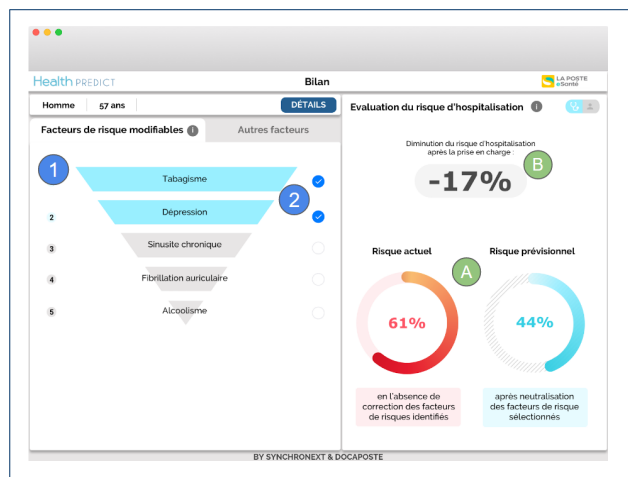 Health PREDICT
Bilan
LA POSTE
eSanté
Homme
57 ans
DÉTAILS
Evaluation du risque d'hospitalisation i
Facteurs de risque modifiables i
Autres facteurs
1
Tabagisme
2
2
Dépression
3
Sinusite chronique
4
Fibrillation auriculaire
5
Alcoolisme
Diminution du risque d'hospitalisation
après la prise en charge :
B
-17%
Risque actuel
Risque prévisionnel
A
61%
44%
en l'absence de
correction des facteurs
de risques identifiés
après neutralisation
des facteurs de risque
sélectionnés
BY SYNCHRONEXT & DOCAPOSTE